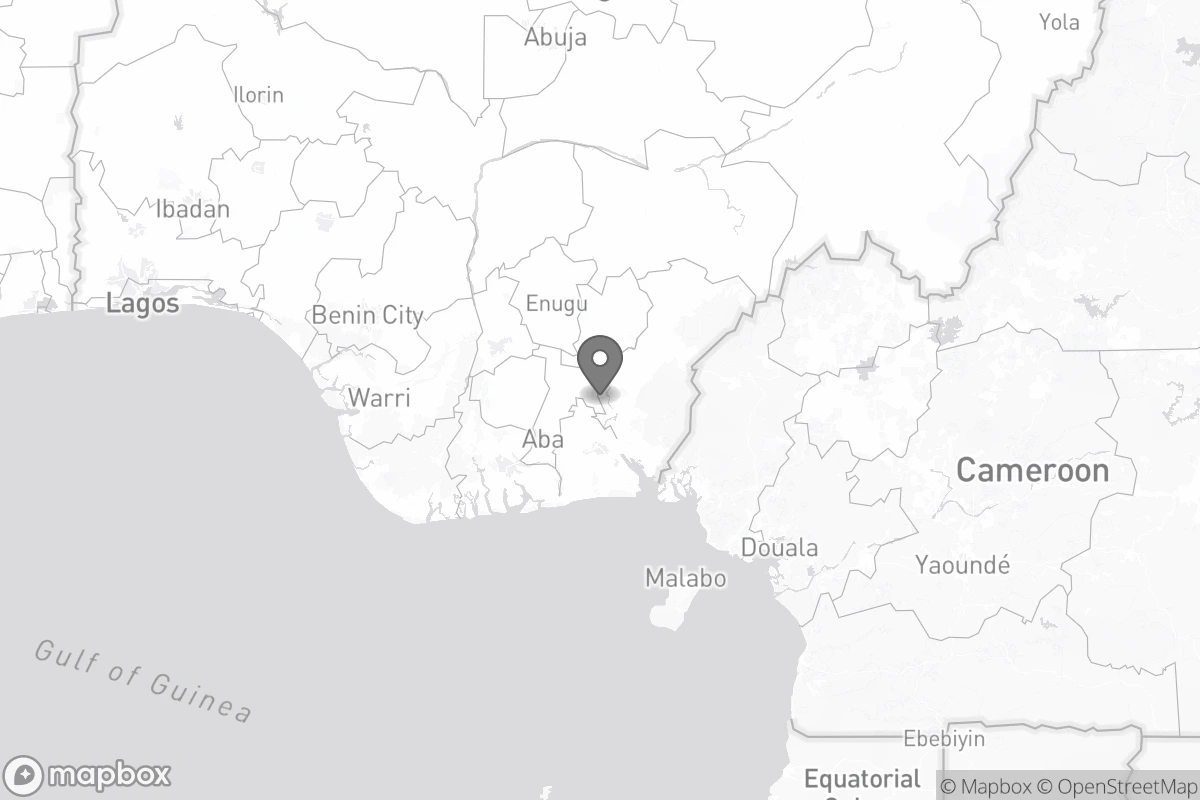 Yola
Abuja
Ilorin
Ibadan
Lagos
Enugu
Benin City
Warri
Aba
Cameroon
Douala
Yaoundé
Malabo
Gulf of Guinea
Ebebiyin
Equatorial
mapbox
© Mapbox © OpenStreetMap